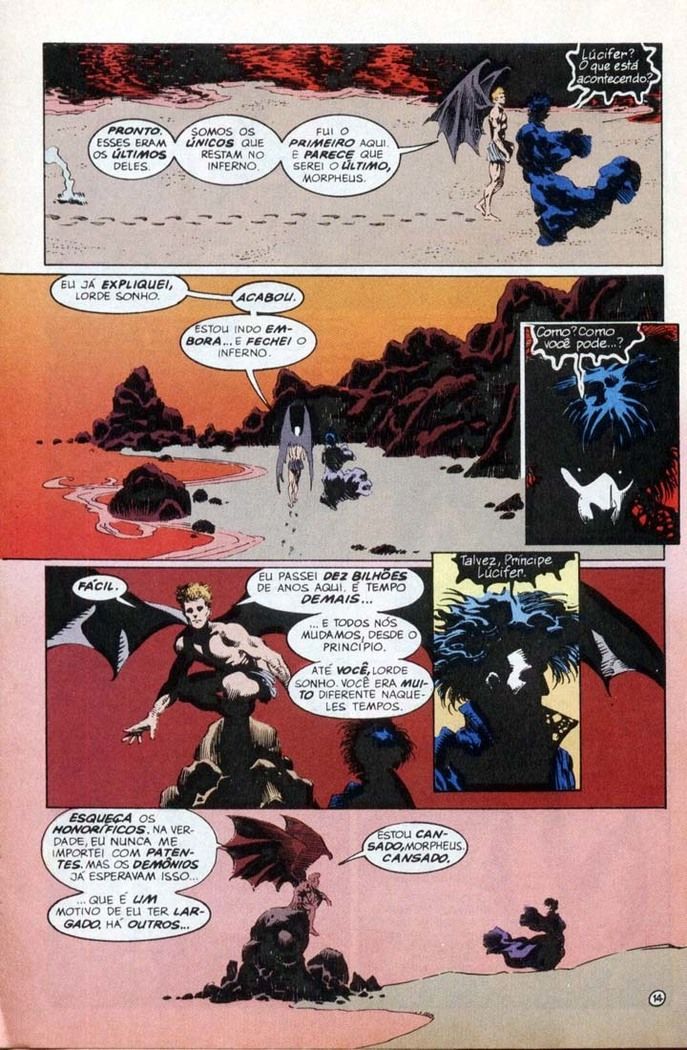 PRONTO.
ESSES ERAM
OS ÚLTIMOS
DELES.
SOMOS OS
ÚNICOS QUE
RESTAM NO
INFERNO.
FUI O
PRIMEIRO AQUI.
E PARECE QUE
SEREI O ÚLTIMO,
MORPHEUS.
Lúcifer?
O que está
acontecendo?
EU JÁ EXPLIQUEI,
LORDE SONHO.
ACABOU.
ESTOU INDO EM-
BORA... E FECHEI O
INFERNO.
Como? Como
você pode...?
FÁCIL.
EU PASSEI DEZ BILHÕES
DE ANOS AQUI. É TEMPO
DEMAIS...
... E TODOS NÓS
MUDAMOS, DESDE O
PRINCÍPIO.
ATÉ VOCÊ, LORDE
SONHO. VOCÊ ERA MUI-
TO DIFERENTE NAQUE-
LES TEMPOS.
Talvez, Príncipe
Lúcifer.
ESQUEÇA OS
HONORÍFICOS. NA VER-
DADE, EU NUNCA ME
IMPORTEI COM PATEN-
TES. MAS OS DEMÔNIOS
JÁ ESPERAVAM ISSO...
... QUE É UM
MOTIVO DE EU TER LAR-
GADO. HÁ OUTROS...
ESTOU CAN-
SADO, MORPHEUS.
CANSADO.
14